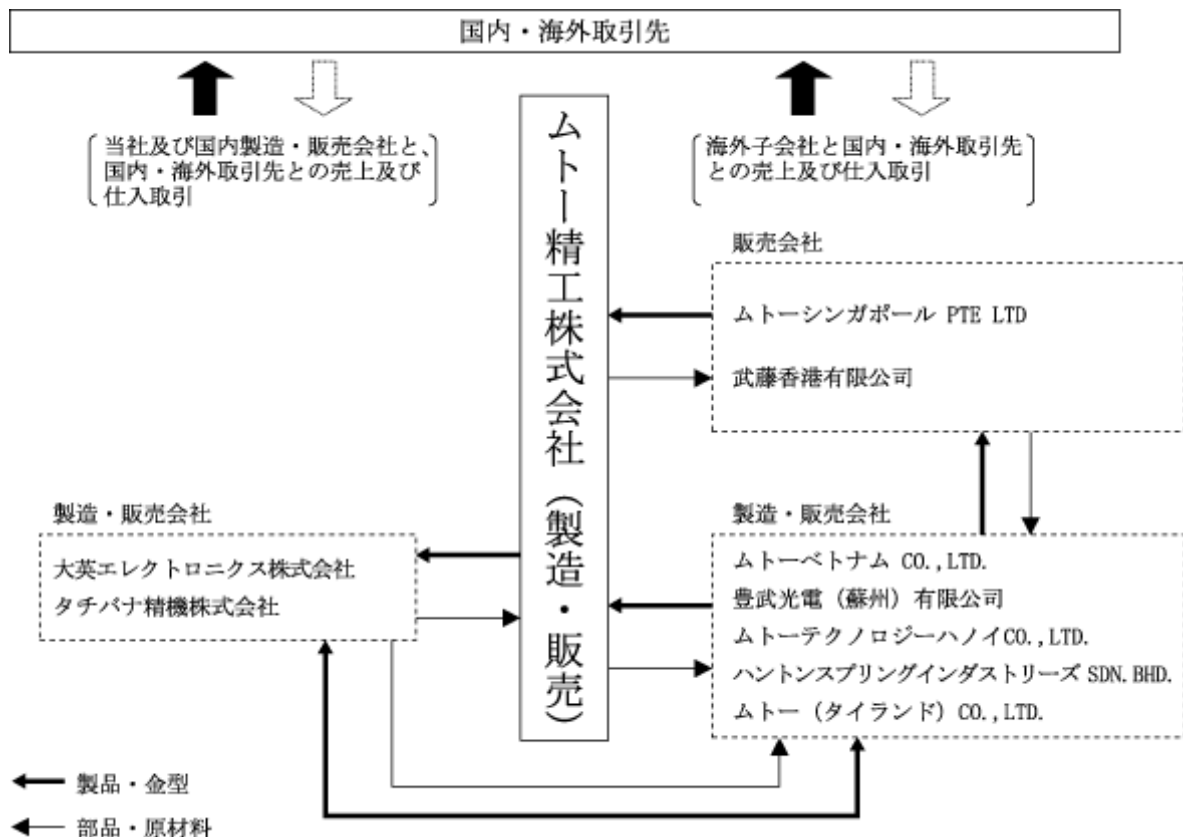 国内・海外取引先
当社及び国内製造・販売会社と、
国内・海外取引先との売上及び
仕入取引
海外子会社と国内・海外取引先
との売上及び仕入取引
ムトー精工株式会社（製造・販売）
販売会社
ムトーシンガポール PTE LTD
武藤香港有限公司
製造・販売会社
大英エレクトロニクス株式会社
タチバナ精機株式会社
製造・販売会社
ムトーベトナム CO.,LTD.
豊武光電（蘇州）有限公司
ムトーテクノロジーハノイCO.,LTD.
ハントンスプリングインダストリーズ SDN.BHD.
ムトー（タイランド）CO.,LTD.
製品・金型
部品・原材料